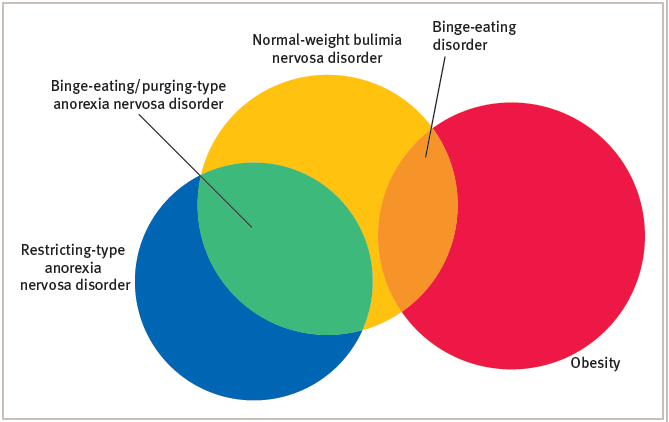 Normal-weight bulimia
nervosa disorder
Binge-eating
disorder
Binge-eating/purging-type
anorexia nervosa disorder
Restricting-type
anorexia
nervosa disorder
Obesity